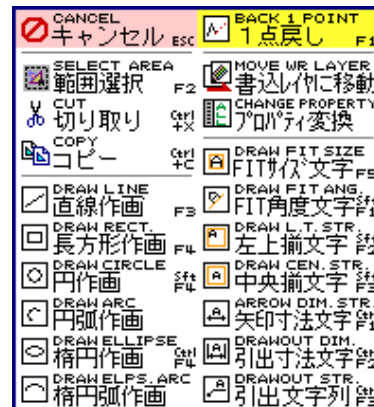 CANCEL
キャンセル ESC
SELECT AREA
範囲選択 F2
CUT
切り取り Ctrl+X
COPY
コピー Ctrl+C
DRAW LINE
直線作画 F3
DRAW RECT.
長方形作画 F4
DRAW CIRCLE
円作画 Sft F4
DRAW ARC
円弧作画
DRAW ELLIPSE
楕円作画 Ctrl F4
DRAW ELPS. ARC
楕円弧作画
BACK 1 POINT
1点戻し F1
MOVE WR LAYER
書込レイヤに移動
CHANGE PROPERTY
プロパティ変換
DRAW FIT SIZE
FITサイズ文字 F5
DRAW FIT ANG.
FIT角度文字
DRAW L.T. STR.
左上揃文字
DRAW CEN. STR.
中央揃文字
ARROW DIM. STR.
矢印寸法文字
DRAWOUT DIM.
引出寸法文字
DRAWOUT STR.
引出文字列